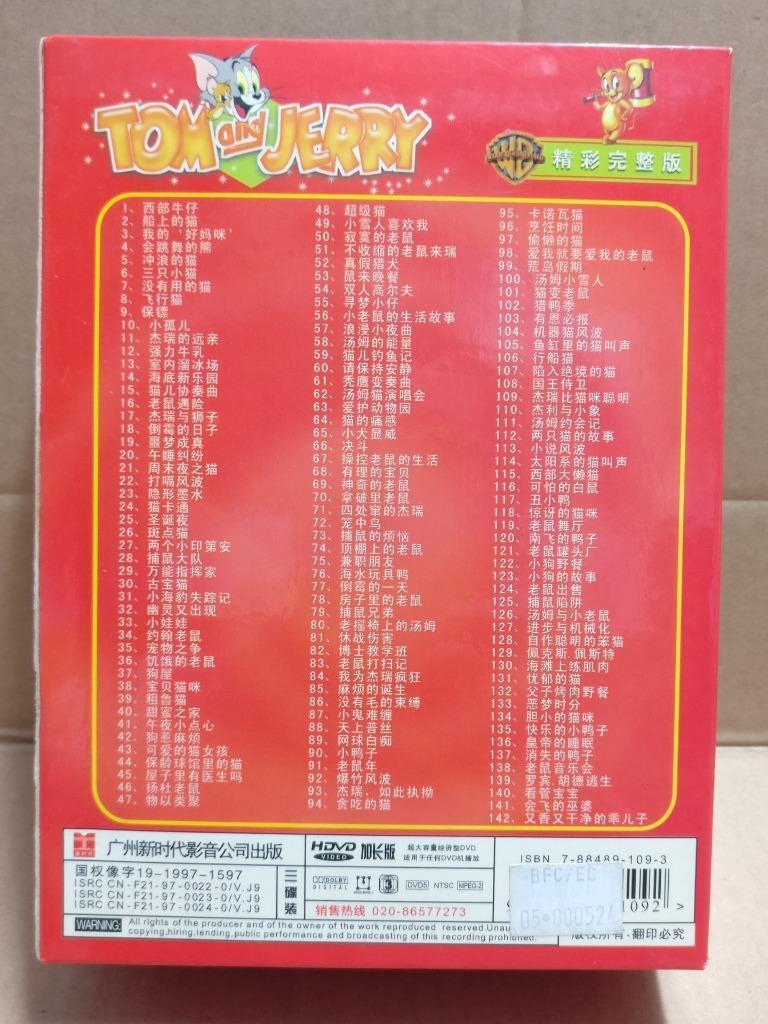 TOM and JERRY
WB
精彩完整版
1、西部牛仔
2、船上的猫
3、我的‘好妈咪’
4、会跳舞的熊
5、冲浪的猫
6、三只小猫
7、没有用的猫
8、飞行猫
9、保镖
10、小孤儿
11、杰瑞的远亲
12、强力牛乳
13、室内溜冰场
14、海底新乐园
15、猫儿协奏曲
16、老鼠遇险
17、杰瑞与狮子
18、倒霉的日子
19、噩梦成真
20、午睡纠纷
21、周末夜之猫
22、打嗝风波
23、隐形墨水
24、猫卡通
25、圣诞夜
26、斑点猫
27、两个小印第安
28、捕鼠大队
29、万能指挥家
30、古宝猫
31、小海豹失踪记
32、幽灵又出现
33、小娃娃
34、约翰老鼠
35、宠物之争
36、饥饿的老鼠
37、狗屋
38、宝贝猫咪
39、粗鲁猫
40、甜蜜之家
41、午夜小点心
42、狗惹麻烦
43、可爱的猫女孩
44、保龄球馆里的猫
45、屋子里有医生吗
46、扬杜老鼠
47、物以类聚
48、超级猫
49、小雪人喜欢我
50、寂寞的老鼠
51、不收缩的老鼠来瑞
52、真假猎犬
53、鼠来晚餐
54、双人高尔夫
55、寻梦小仔
56、小老鼠的生活故事
57、浪漫小夜曲
58、汤姆的能量
59、猫儿钓鱼记
60、请保持安静
61、秃鹰变奏曲
62、汤姆猫演唱会
63、爱护动物园
64、猫的痛感
65、小犬显威
66、决斗
67、操控老鼠的生活
68、有理的宝贝
69、神奇的老鼠
70、拿破里老鼠
71、四处窜的杰瑞
72、笼中鸟
73、捕鼠的烦恼
74、顶棚上的老鼠
75、兼职朋友
76、海水玩具鸭
77、倒霉的一天
78、房子里的老鼠
79、捕鼠兄弟
80、老摇椅上的汤姆
81、休战伤害
82、博士教学班
83、老鼠打扫记
84、我为杰瑞疯狂
85、麻烦的诞生
86、没有毛的束缚
87、小鬼难缠
88、天上普丝
89、网球白痴
90、小鸭子
91、老鼠年
92、爆竹风波
93、杰瑞，如此执拗
94、贪吃的猫
95、卡诺瓦猫
96、烹饪时间
97、偷懒的猫
98、爱我就要爱我的老鼠
99、荒岛假期
100、汤姆小雪人
101、猫变老鼠
102、猎鸭季
103、有恩必报
104、机器猫风波
105、鱼缸里的猫叫声
106、行船猫
107、陷入绝境的猫
108、国王侍卫
109、杰瑞比猫咪聪明
110、杰利与小象
111、汤姆约会记
112、两只猫的故事
113、小说风波
114、太阳系的猫叫声
115、西部大懒猫
116、可怕的白鼠
117、丑小鸭
118、惊讶的猫咪
119、老鼠舞厅
120、南飞的鸭子
121、老鼠罐头厂
122、小狗野餐
123、小狗的故事
124、老鼠出售
125、捕鼠陷阱
126、汤姆与小老鼠
127、进步与机械化
128、自作聪明的笨猫
129、佩克斯.佩斯特
130、海滩上练肌肉
131、忧郁的猫
132、父子烤肉野餐
133、恶梦时分
134、胆小的猫咪
135、快乐的小鸭子
136、皇帝的睡眠
137、消失的鸭子
138、老鼠音乐会
139、罗宾.胡德逃生
140、看管宝宝
141、会飞的巫婆
142、又香又干净的乖儿子
广州新时代影音公司出版
国权像字19-1997-1597
ISRC CN-F21-97-0022-0/V.J9
ISRC CN-F21-97-0023-0/V.J9
ISRC CN-F21-97-0024-0/V.J9
三碟装
HDVD VIDEO 加长版
超大容量经济型DVD
适用于任何DVD机播放
DOLBY DIGITAL
3 DVD5 NTSC MPEG-2
销售热线 020-86577273
ISBN 7-88489-109-3
BFC/EC
05*000524
1092 >
WARNING: All rights of the producer and of the owner of the work reproduced reserved.Unau
copying,hiring,lending,public performance and broadcasting of this recording prohibited.
版权所有·翻印必究